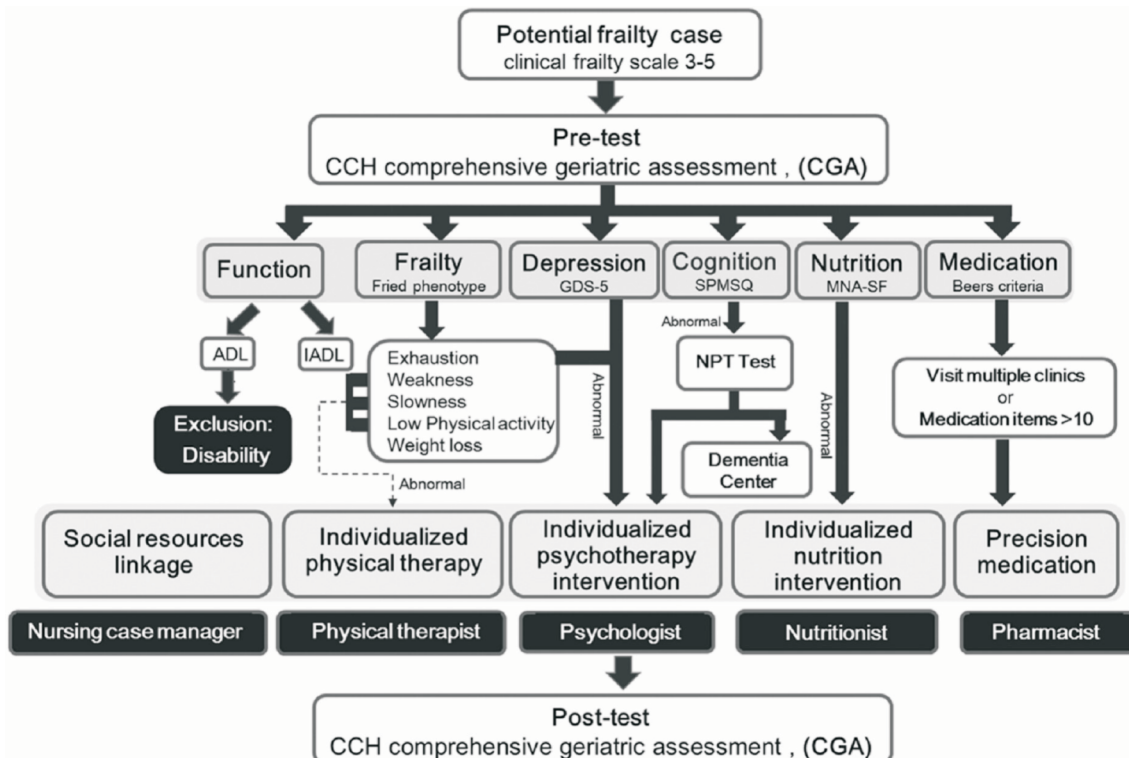 Potential frailty case
clinical frailty scale 3-5
Pre-test
CCH comprehensive geriatric assessment , (CGA)
Function
Frailty
Fried phenotype
Depression
GDS-5
Cognition
SPMSQ
Nutrition
MNA-SF
Medication
Beers criteria
ADL
IADL
Exhaustion
Weakness
Slowness
Low Physical activity
Weight loss
Abnormal
Abnormal
NPT Test
Abnormal
Visit multiple clinics
or
Medication items >10
Exclusion:
Disability
Dementia
Center
Abnormal
Social resources
linkage
Individualized
physical therapy
Individualized
psychotherapy
intervention
Individualized
nutrition
intervention
Precision
medication
Nursing case manager
Physical therapist
Psychologist
Nutritionist
Pharmacist
Post-test
CCH comprehensive geriatric assessment , (CGA)